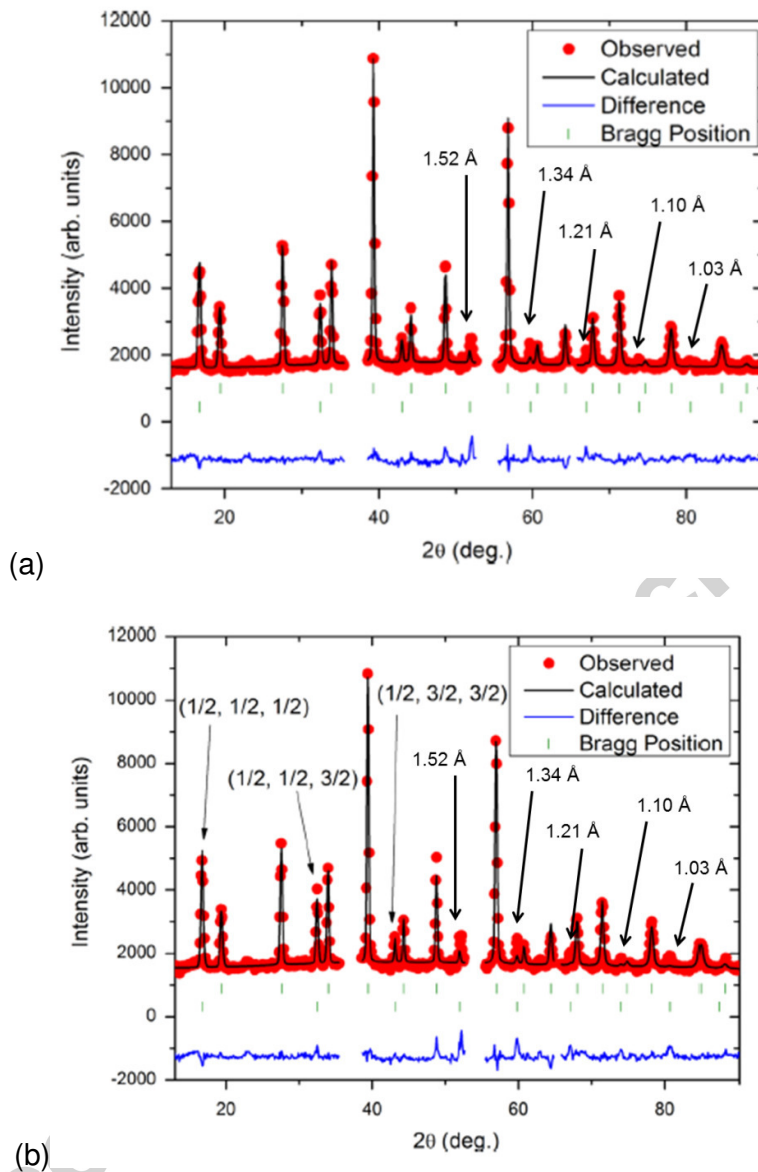 12000
10000
8000
6000
4000
2000
0
-2000
Intensity (arb. units)
Observed
Calculated
Difference
Bragg Position
1.52 Å
1.34 Å
1.21 Å
1.10 Å
1.03 Å
20
40
60
80
2θ (deg.)
(a)
12000
10000
8000
6000
4000
2000
0
-2000
Intensity (arb. units)
Observed
Calculated
Difference
Bragg Position
(1/2, 1/2, 1/2)
(1/2, 3/2, 3/2)
(1/2, 1/2, 3/2)
1.52 Å
1.34 Å
1.21 Å
1.10 Å
1.03 Å
20
40
60
80
2θ (deg.)
(b)